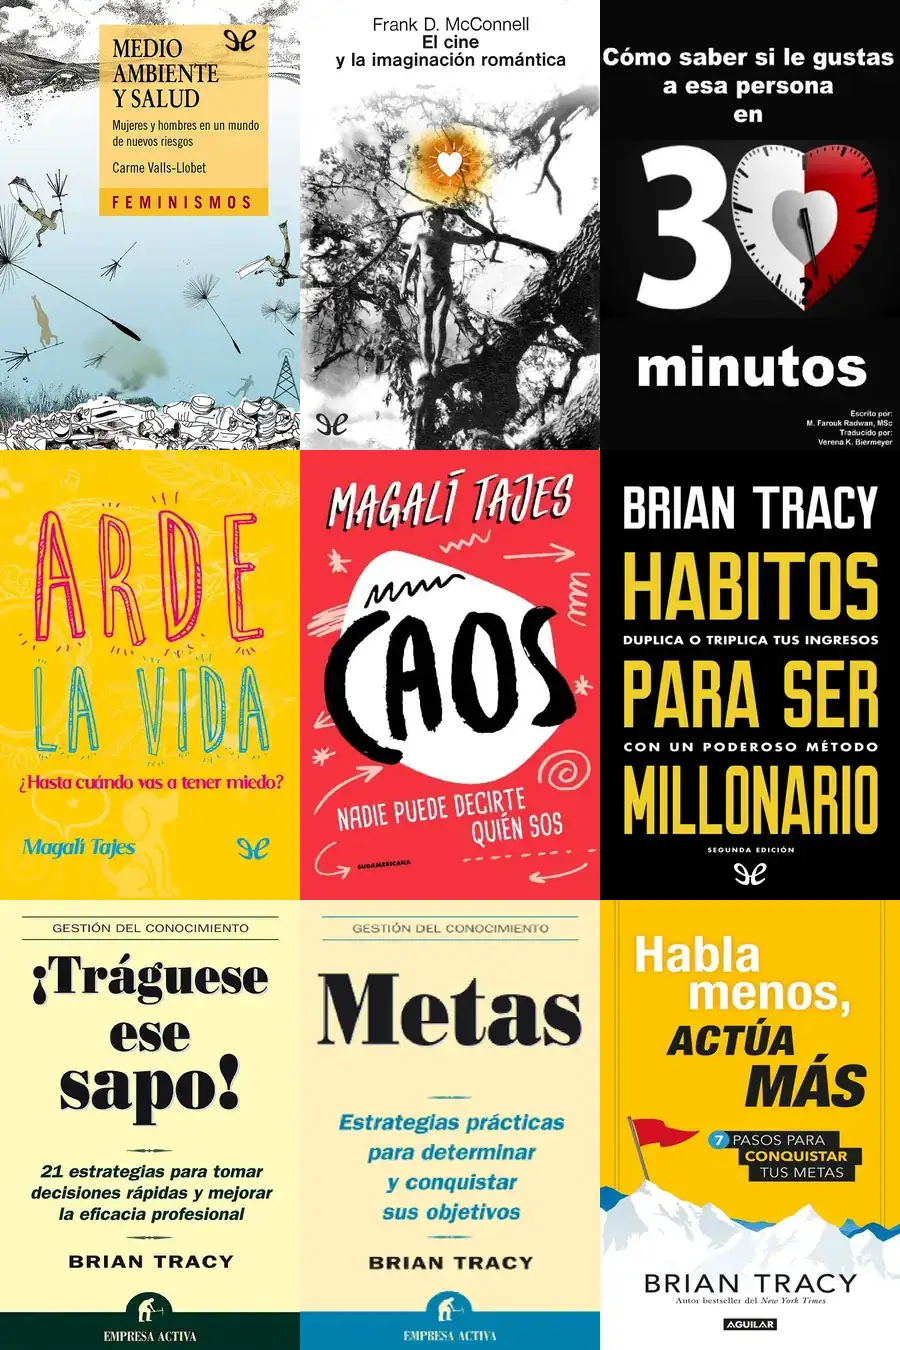 MEDIO
AMBIENTE
Y SALUD
Mujeres y hombres en un mundo
de nuevos riesgos
Carme Valls-Llobet
FEMINISMOS
Frank D. McConnell
El cine
y la imaginación romántica
Cómo saber si le gustas
a esa persona
en
30
minutos
Escrito por:
M. Farouk Radwan, MSc
Traducido por:
Verena K. Biermeyer
ARDE
LA VIDA
¿Hasta cuándo vas a tener miedo?
Magalí Tajes
MAGALÍ TAJES
CAOS
NADIE PUEDE DECIRTE
QUIÉN SOS
SUDAMERICANA
BRIAN TRACY
HABITOS
DUPLICA O TRIPLICA TUS INGRESOS
PARA SER
CON UN PODEROSO MÉTODO
MILLONARIO
SEGUNDA EDICIÓN
GESTIÓN DEL CONOCIMIENTO
¡Tráguese
ese
sapo!
21 estrategias para tomar
decisiones rápidas y mejorar
la eficacia profesional
BRIAN TRACY
EMPRESA ACTIVA
GESTIÓN DEL CONOCIMIENTO
Metas
Estrategias prácticas
para determinar
y conquistar
sus objetivos
BRIAN TRACY
EMPRESA ACTIVA
Habla
menos,
ACTÚA
MÁS
7 PASOS PARA
CONQUISTAR
TUS METAS
BRIAN TRACY
Autor bestseller del New York Times
AGUILAR